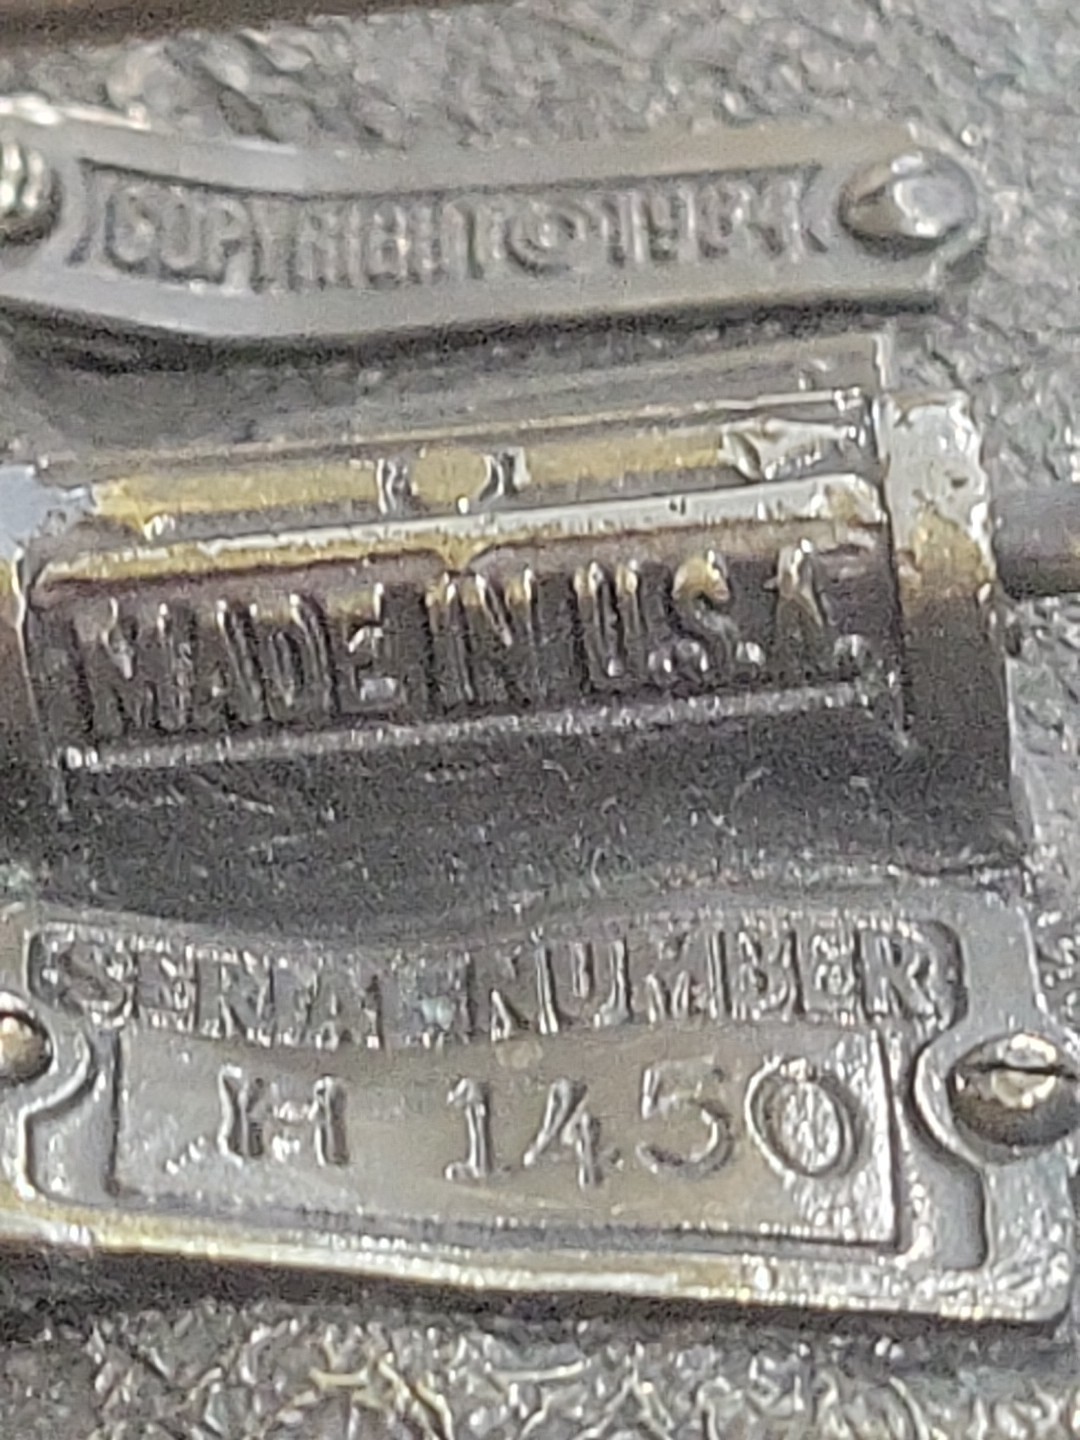 COPYRIGHT © 1984
MADE IN U.S.A.
SERIAL NUMBER
H 1450